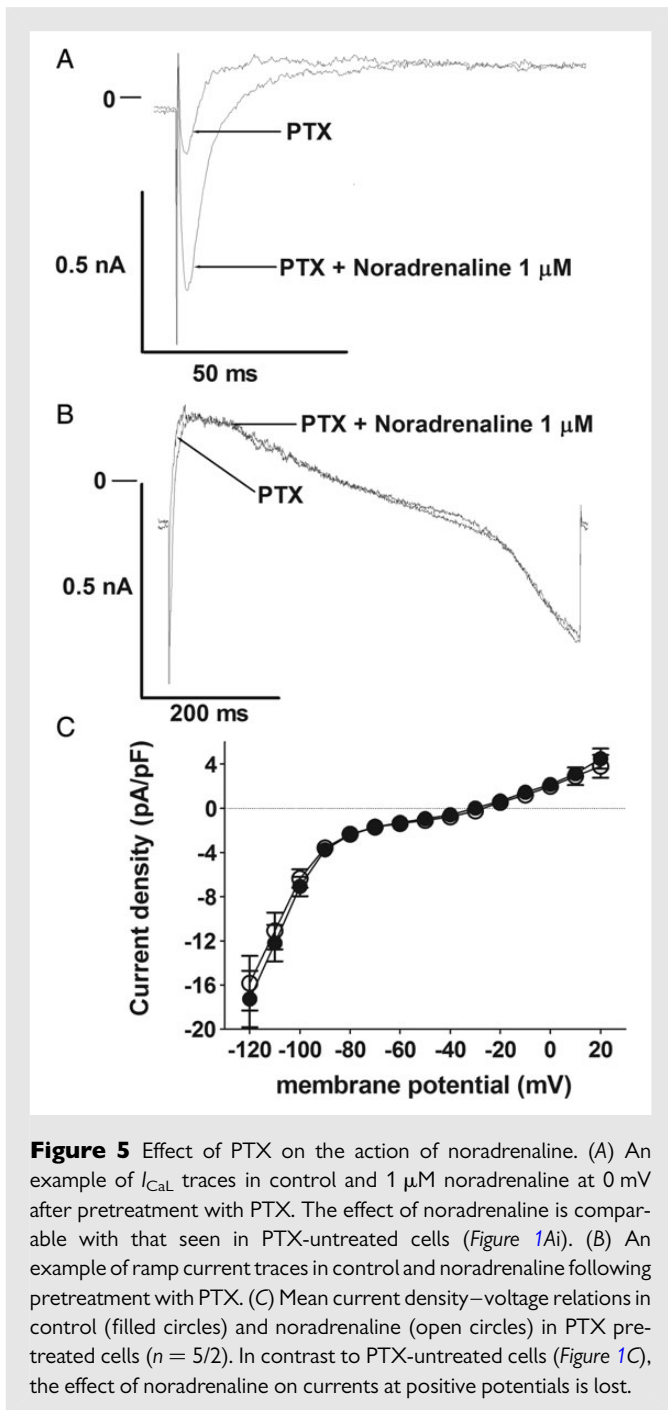 A
0
PTX
0.5 nA
PTX + Noradrenaline 1 μM
50 ms
B
PTX + Noradrenaline 1 μM
0
PTX
0.5 nA
200 ms
C
Current density (pA/pF)
4
0
-4
-8
-12
-16
-20
-120 -100 -80 -60 -40 -20 0 20
membrane potential (mV)
Figure 5 Effect of PTX on the action of noradrenaline. (A) An
example of ICaL traces in control and 1 μM noradrenaline at 0 mV
after pretreatment with PTX. The effect of noradrenaline is compar-
able with that seen in PTX-untreated cells (Figure 1Ai). (B) An
example of ramp current traces in control and noradrenaline following
pretreatment with PTX. (C) Mean current density–voltage relations in
control (filled circles) and noradrenaline (open circles) in PTX pre-
treated cells (n = 5/2). In contrast to PTX-untreated cells (Figure 1C),
the effect of noradrenaline on currents at positive potentials is lost.